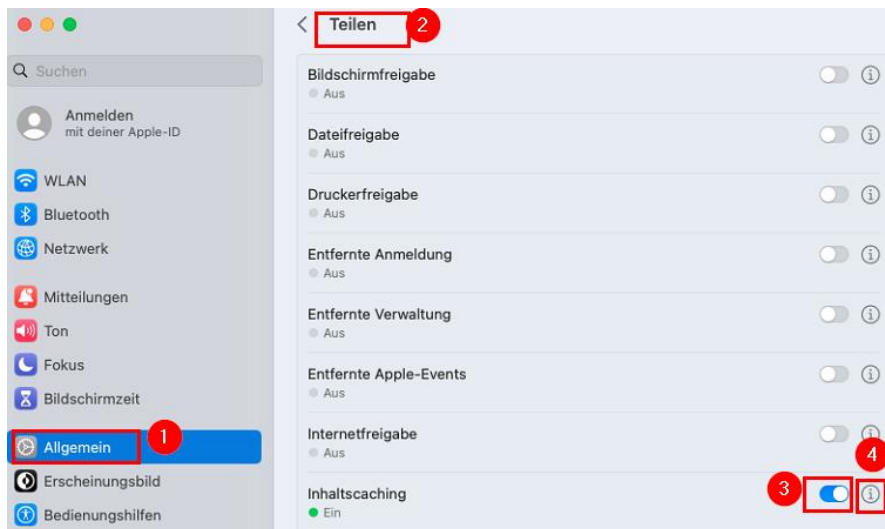 Teilen
2
Suchen
Anmelden
mit deiner Apple-ID
WLAN
Bluetooth
Netzwerk
Mitteilungen
Ton
Fokus
Bildschirmzeit
Allgemein
1
Erscheinungsbild
Bedienungshilfen
Bildschirmfreigabe
Aus
Dateifreigabe
Aus
Druckerfreigabe
Aus
Entfernte Anmeldung
Aus
Entfernte Verwaltung
Aus
Entfernte Apple-Events
Aus
Internetfreigabe
Aus
4
Inhaltscaching
3
Ein